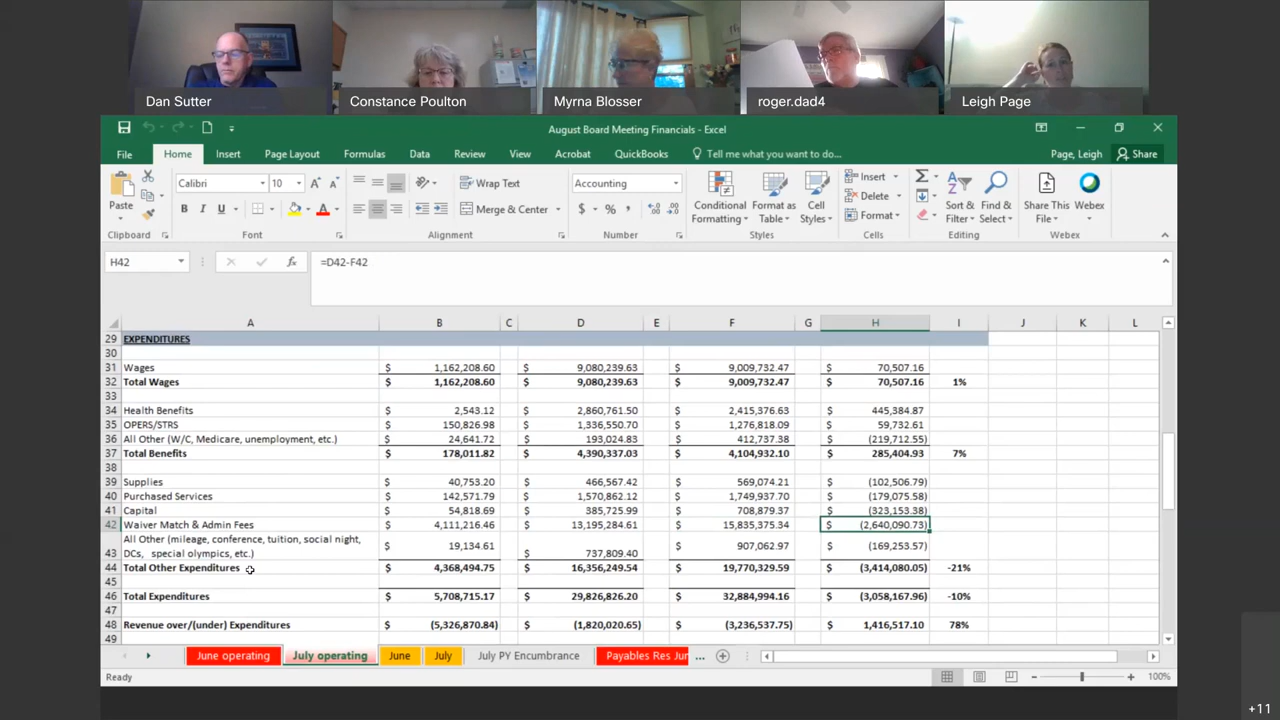 Dan Sutter
Constance Poulton
Myrna Blosser
roger.dad4
Leigh Page
August Board Meeting Financials - Excel
File Home Insert Page Layout Formulas Data Review View Acrobat QuickBooks Tell me what you want to do... Page, Leigh Share
Paste
Clipboard
Calibri 10
B I U
Font
Wrap Text
Merge & Center
Alignment
Accounting
$ % ,
Number
Conditional Formatting
Format as Table
Cell Styles
Styles
Insert
Delete
Format
Cells
Sort & Filter
Find & Select
Editing
Share This File
Webex
Webex
H42 fx =D42-F42
A B C D E F G H I J K L
29 EXPENDITURES
30
31 Wages $ 1,162,208.60 $ 9,080,239.63 $ 9,009,732.47 $ 70,507.16
32 Total Wages $ 1,162,208.60 $ 9,080,239.63 $ 9,009,732.47 $ 70,507.16 1%
33
34 Health Benefits $ 2,543.12 $ 2,860,761.50 $ 2,415,376.63 $ 445,384.87
35 OPERS/STRS $ 150,826.98 $ 1,336,550.70 $ 1,276,818.09 $ 59,732.61
36 All Other (W/C, Medicare, unemployment, etc.) $ 24,641.72 $ 193,024.83 $ 412,737.38 $ (219,712.55)
37 Total Benefits $ 178,011.82 $ 4,390,337.03 $ 4,104,932.10 $ 285,404.93 7%
38
39 Supplies $ 40,753.20 $ 466,567.42 $ 569,074.21 $ (102,506.79)
40 Purchased Services $ 142,571.79 $ 1,570,862.12 $ 1,749,937.70 $ (179,075.58)
41 Capital $ 54,818.69 $ 385,725.99 $ 708,879.37 $ (323,153.38)
42 Waiver Match & Admin Fees $ 4,111,216.46 $ 13,195,284.61 $ 15,835,375.34 $ (2,640,090.73)
All Other (mileage, conference, tuition, social night,
43 DCs, special olympics, etc.) $ 19,134.61 $ 737,809.40 $ 907,062.97 $ (169,253.57)
44 Total Other Expenditures $ 4,368,494.75 $ 16,356,249.54 $ 19,770,329.59 $ (3,414,080.05) -21%
45
46 Total Expenditures $ 5,708,715.17 $ 29,826,826.20 $ 32,884,994.16 $ (3,058,167.96) -10%
47
48 Revenue over/(under) Expenditures $ (5,326,870.84) $ (1,820,020.65) $ (3,236,537.75) $ 1,416,517.10 78%
49
June operating July operating June July July PY Encumbrance Payables Res Jur ...
Ready 100%
+11